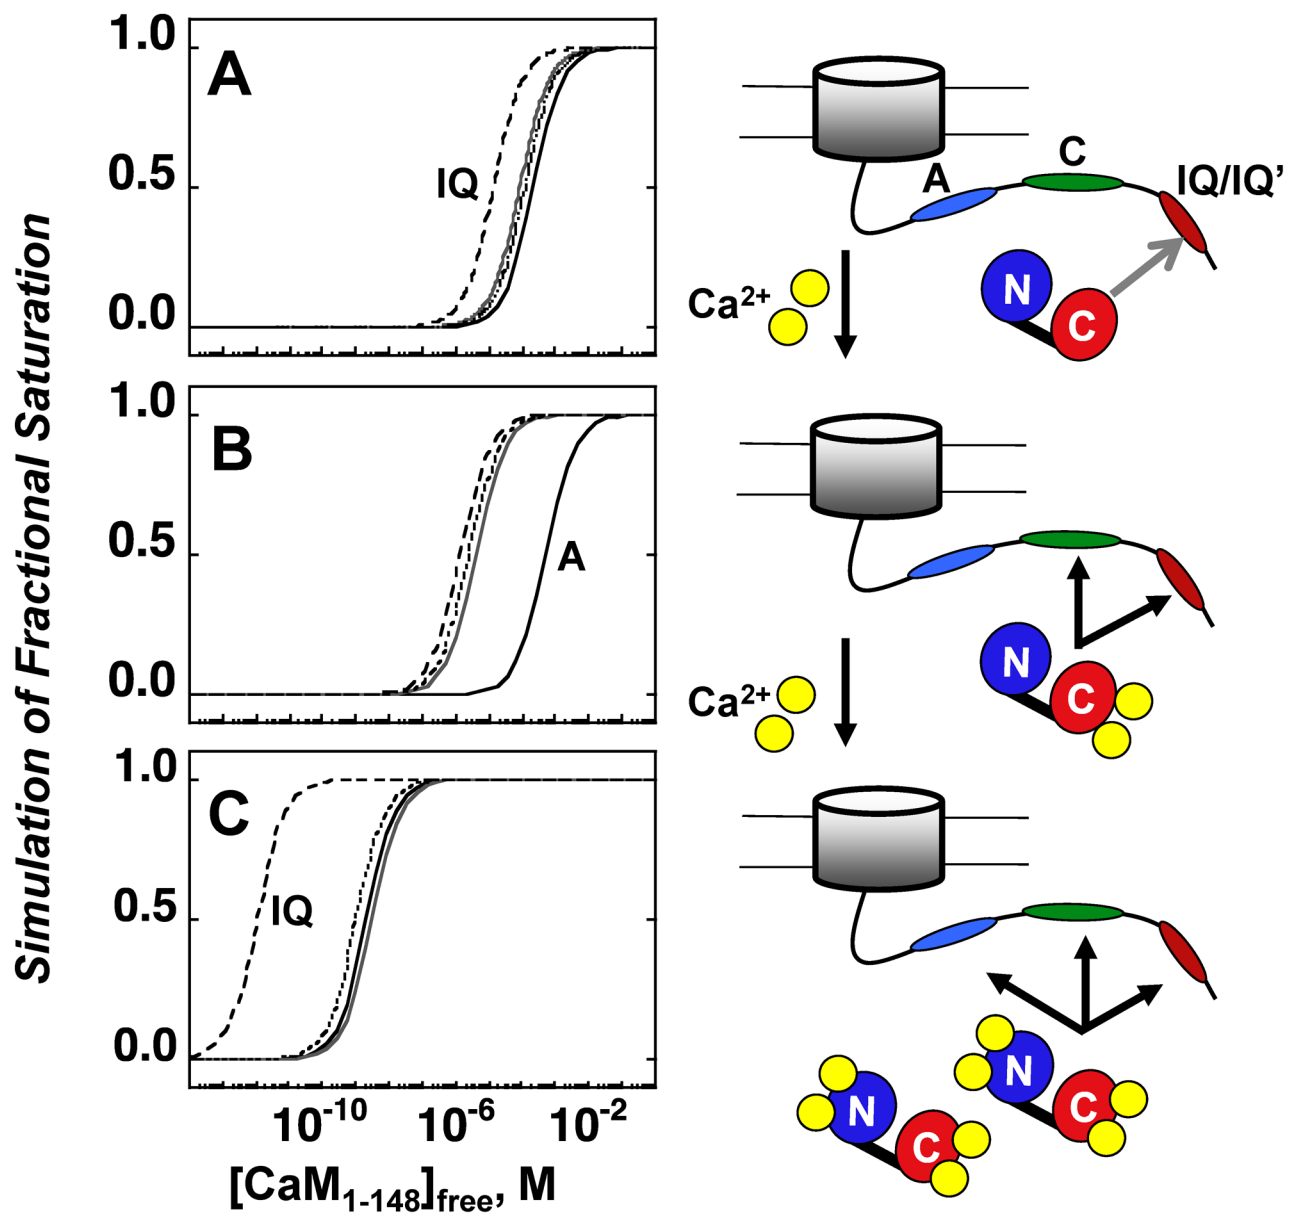 Simulation of Fractional Saturation
A
1.0
0.5
0.0
IQ
B
1.0
0.5
0.0
A
C
1.0
0.5
0.0
IQ
10-10 10-6 10-2
[CaM1-148]free, M
A
C
IQ/IQ’
Ca2+
N
C
Ca2+
N
C
N
C
N
C